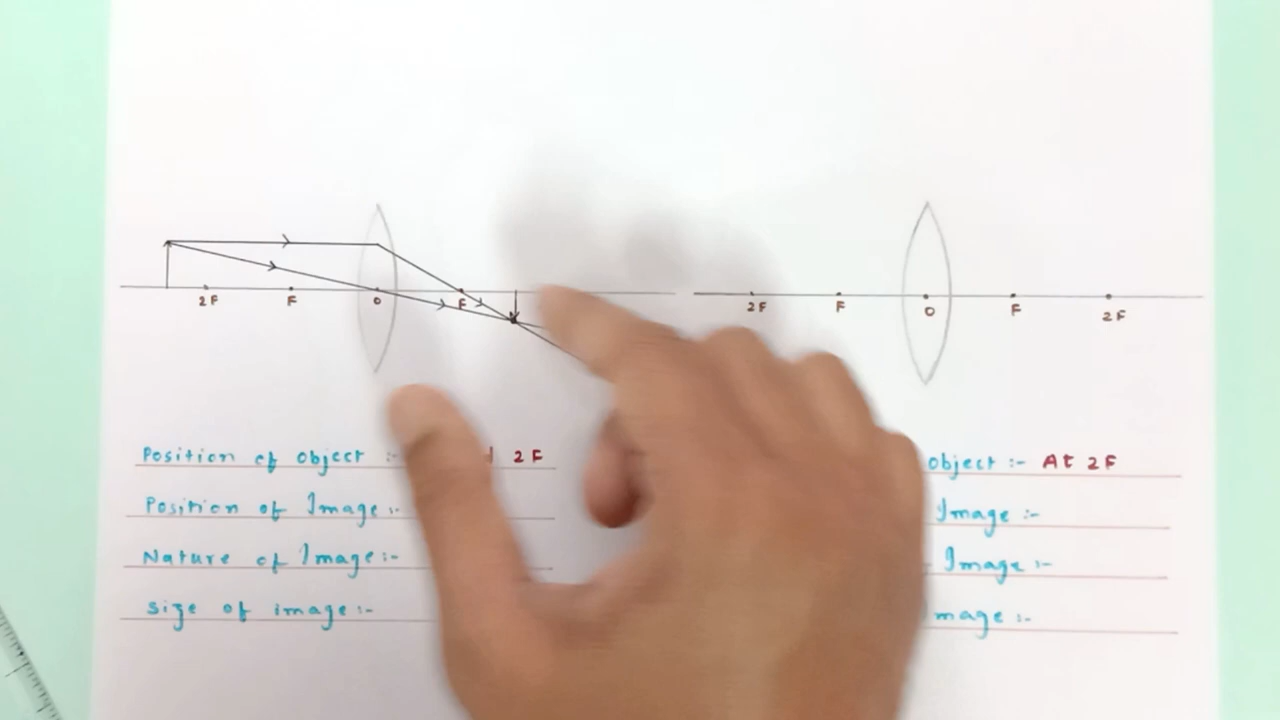 2F F O F
2F F O F 2F
Position of object :- 2F
Position of Image :-
Nature of Image :-
size of image :-
object :- At 2F
Image :-
Image :-
mage :-